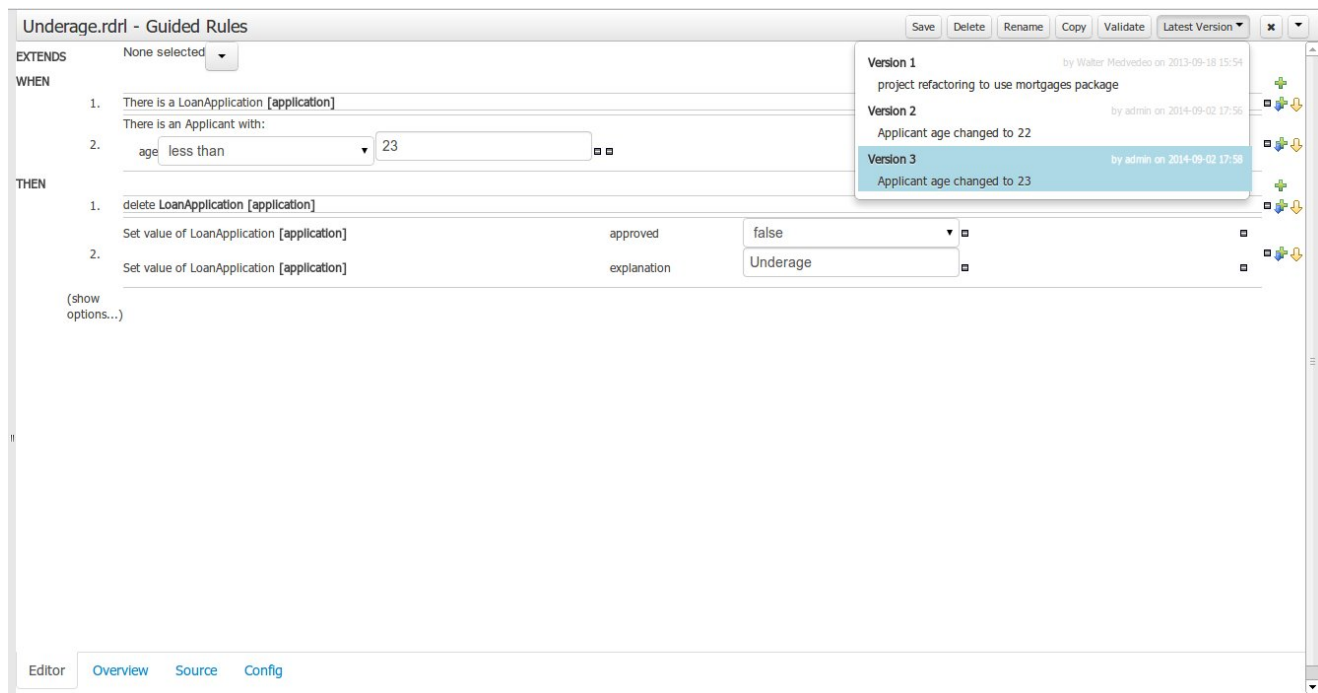 Underage.rdrl - Guided Rules
Save Delete Rename Copy Validate Latest Version
EXTENDS None selected
WHEN
1. There is a LoanApplication [application]
There is an Applicant with:
2. age less than 23
THEN
1. delete LoanApplication [application]
Set value of LoanApplication [application] approved false
2.
Set value of LoanApplication [application] explanation Underage
(show
options...)
Version 1 by Walter Medvedeo on 2013-09-18 15:54
project refactoring to use mortgages package
Version 2 by admin on 2014-09-02 17:56
Applicant age changed to 22
Version 3 by admin on 2014-09-02 17:58
Applicant age changed to 23
Editor Overview Source Config